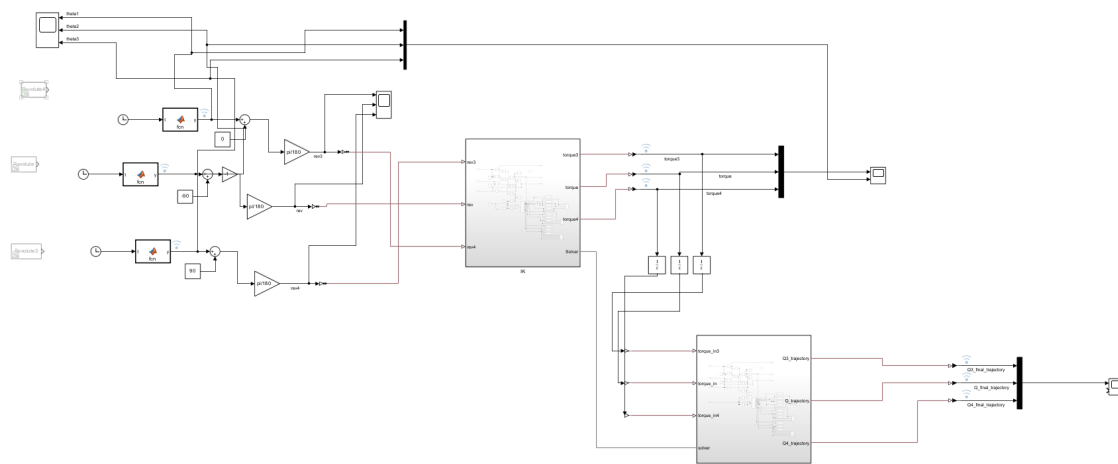 theta1
theta2
theta3
fcn
0
pi/180
rev3
fcn
-1
60
pi/180
rev
fcn
90
pi/180
rev4
rev3
rev
rev4
torque3
torque
torque4
Solver
IK
torque3
torque
torque4
torque_in3
torque_in
torque_in4
solver
Q3_trajectory
Q_trajectory
Q4_trajectory
Q3_final_trajectory
Q_final_trajectory
Q4_final_trajectory